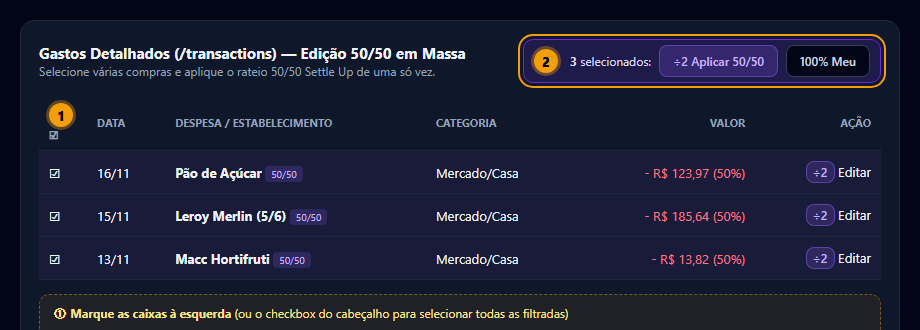 Gastos Detalhados (/transactions) — Edição 50/50 em Massa
Selecione várias compras e aplique o rateio 50/50 Settle Up de uma só vez.
2 3 selecionados: ÷2 Aplicar 50/50 100% Meu
1
☑ DATA DESPESA / ESTABELECIMENTO CATEGORIA VALOR AÇÃO
☑ 16/11 Pão de Açúcar 50/50 Mercado/Casa - R$ 123,97 (50%) ÷2 Editar
☑ 15/11 Leroy Merlin (5/6) 50/50 Mercado/Casa - R$ 185,64 (50%) ÷2 Editar
☑ 13/11 Macc Hortifruti 50/50 Mercado/Casa - R$ 13,82 (50%) ÷2 Editar
① Marque as caixas à esquerda (ou o checkbox do cabeçalho para selecionar todas as filtradas)